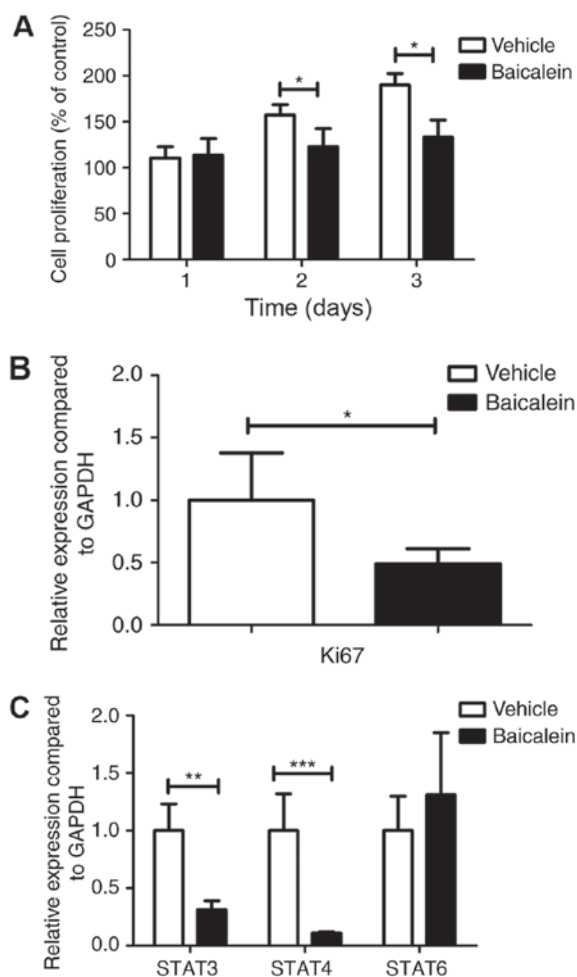 A
Cell proliferation (% of control)
250
200
150
100
50
0
*
*
Vehicle
Baicalein
1
2
3
Time (days)
B
Relative expression compared
to GAPDH
2.0
1.5
1.0
0.5
0.0
*
Vehicle
Baicalein
Ki67
C
Relative expression compared
to GAPDH
2.0
1.5
1.0
0.5
0.0
**
***
Vehicle
Baicalein
STAT3
STAT4
STAT6